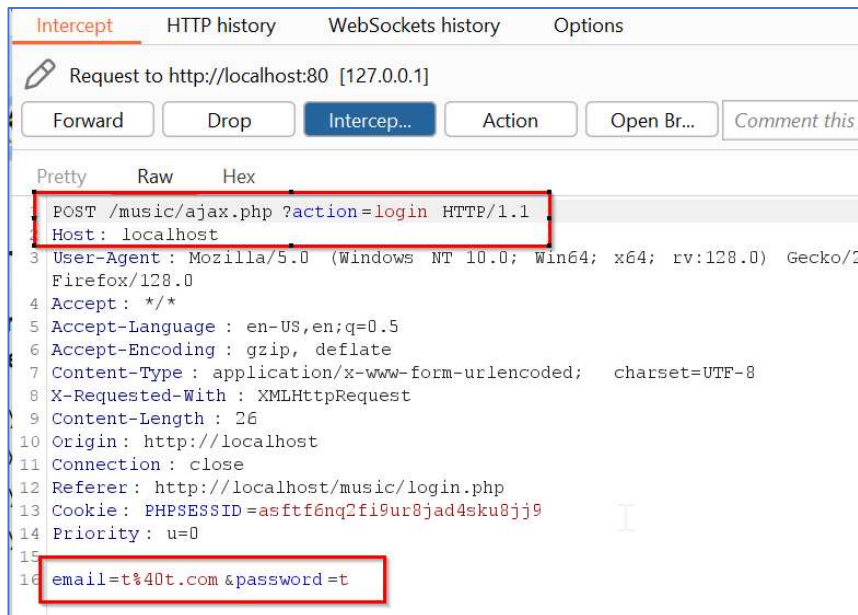 Intercept HTTP history WebSockets history Options
Request to http://localhost:80 [127.0.0.1]
Forward Drop Intercep... Action Open Br... Comment this
Pretty Raw Hex
1 POST /music/ajax.php ?action=login HTTP/1.1
2 Host: localhost
3 User-Agent: Mozilla/5.0 (Windows NT 10.0; Win64; x64; rv:128.0) Gecko/2
Firefox/128.0
4 Accept: */*
5 Accept-Language: en-US,en;q=0.5
6 Accept-Encoding: gzip, deflate
7 Content-Type: application/x-www-form-urlencoded; charset=UTF-8
8 X-Requested-With: XMLHttpRequest
9 Content-Length: 26
10 Origin: http://localhost
11 Connection: close
12 Referer: http://localhost/music/login.php
13 Cookie: PHPSESSID=asftf6nq2fi9ur8jad4sku8jj9
14 Priority: u=0
15
16 email=t%40t.com&password=t